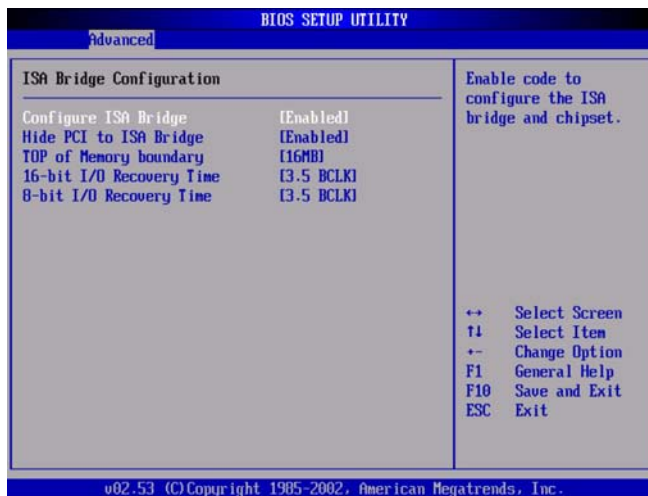 BIOS SETUP UTILITY
Advanced
ISA Bridge Configuration
Configure ISA Bridge [Enabled]
Hide PCI to ISA Bridge [Enabled]
TOP of Memory boundary [16MB]
16-bit I/O Recovery Time [3.5 BCLK]
8-bit I/O Recovery Time [3.5 BCLK]
Enable code to
configure the ISA
bridge and chipset.
↔ Select Screen
↑↓ Select Item
+- Change Option
F1 General Help
F10 Save and Exit
ESC Exit
v02.53 (C)Copyright 1985-2002, American Megatrends, Inc.